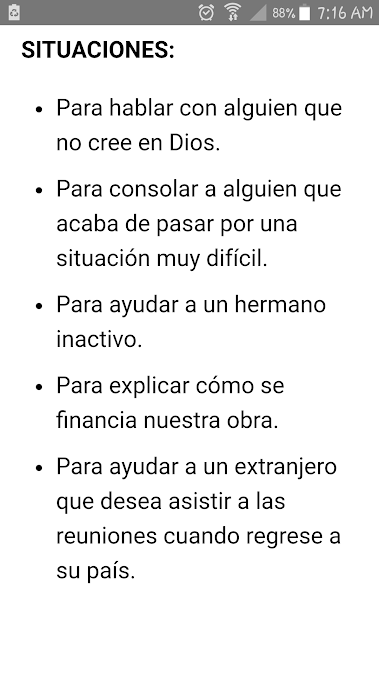 88% 7:16 AM
SITUACIONES:
• Para hablar con alguien que
no cree en Dios.
• Para consolar a alguien que
acaba de pasar por una
situación muy difícil.
• Para ayudar a un hermano
inactivo.
• Para explicar cómo se
financia nuestra obra.
• Para ayudar a un extranjero
que desea asistir a las
reuniones cuando regrese a
su país.